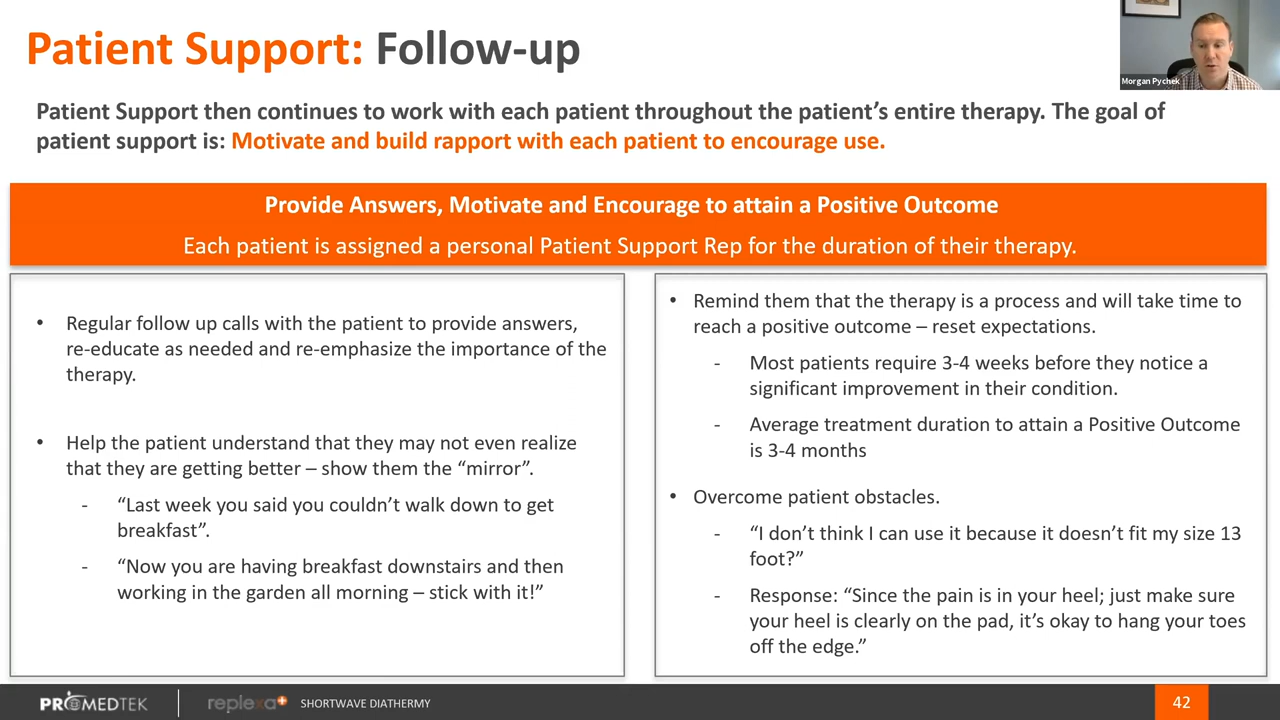 Patient Support: Follow-up
Morgan Pychek
Patient Support then continues to work with each patient throughout the patient’s entire therapy. The goal of
patient support is: Motivate and build rapport with each patient to encourage use.
Provide Answers, Motivate and Encourage to attain a Positive Outcome
Each patient is assigned a personal Patient Support Rep for the duration of their therapy.
• Regular follow up calls with the patient to provide answers,
re-educate as needed and re-emphasize the importance of the
therapy.
• Help the patient understand that they may not even realize
that they are getting better – show them the “mirror”.
- “Last week you said you couldn’t walk down to get
breakfast”.
- “Now you are having breakfast downstairs and then
working in the garden all morning – stick with it!”
• Remind them that the therapy is a process and will take time to
reach a positive outcome – reset expectations.
- Most patients require 3-4 weeks before they notice a
significant improvement in their condition.
- Average treatment duration to attain a Positive Outcome
is 3-4 months
• Overcome patient obstacles.
- “I don’t think I can use it because it doesn’t fit my size 13
foot?”
- Response: “Since the pain is in your heel; just make sure
your heel is clearly on the pad, it’s okay to hang your toes
off the edge.”
PROMEDTEK
replexa
SHORTWAVE DIATHERMY
42